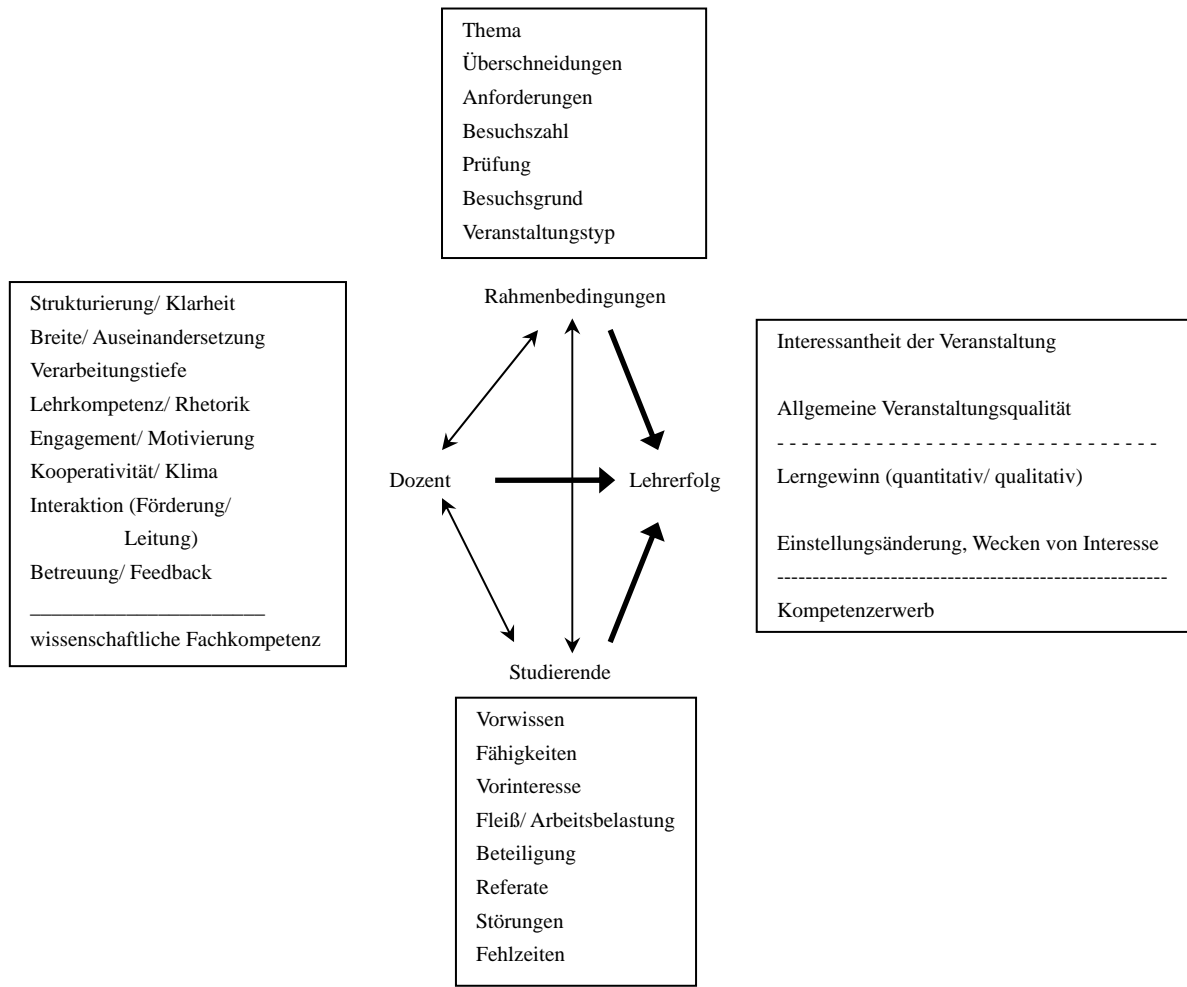 Thema
Überschneidungen
Anforderungen
Besuchszahl
Prüfung
Besuchsgrund
Veranstaltungstyp
Rahmenbedingungen
Strukturierung/ Klarheit
Breite/ Auseinandersetzung
Verarbeitungstiefe
Lehrkompetenz/ Rhetorik
Engagement/ Motivierung
Kooperativität/ Klima
Interaktion (Förderung/
Leitung)
Betreuung/ Feedback
wissenschaftliche Fachkompetenz
Dozent
Lehrerfolg
Interessantheit der Veranstaltung
Allgemeine Veranstaltungsqualität
Lerngewinn (quantitativ/ qualitativ)
Einstellungsänderung, Wecken von Interesse
Kompetenzerwerb
Studierende
Vorwissen
Fähigkeiten
Vorinteresse
Fleiß/ Arbeitsbelastung
Beteiligung
Referate
Störungen
Fehlzeiten